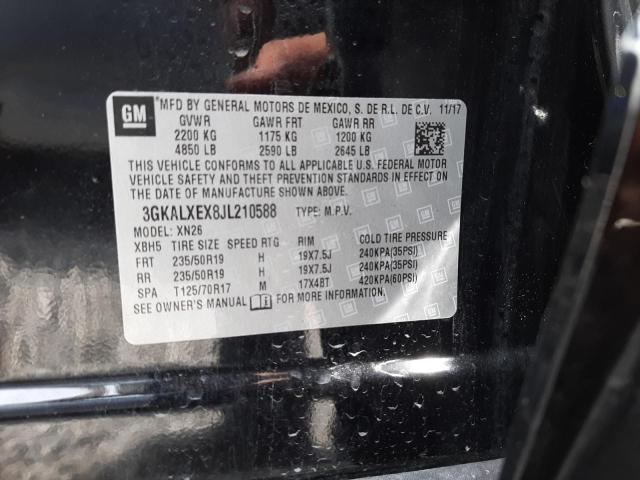 GM
*MFD BY GENERAL MOTORS DE MEXICO, S. DE R.L. DE C.V. 11/17
GVWR GAWR FRT GAWR RR
2200 KG 1175 KG 1200 KG
4850 LB 2590 LB 2645 LB
THIS VEHICLE CONFORMS TO ALL APPLICABLE U.S. FEDERAL MOTOR
VEHICLE SAFETY AND THEFT PREVENTION STANDARDS IN EFFECT ON
THE DATE OF MANUFACTURE SHOWN ABOVE.
3GKALXEX8JL210588 TYPE: M.P.V.
MODEL: XN26
XBH5 TIRE SIZE SPEED RTG RIM COLD TIRE PRESSURE
FRT 235/50R19 H 19X7.5J 240KPA(35PSI)
RR 235/50R19 H 19X7.5J 240KPA(35PSI)
SPA T125/70R17 M 17X4BT 420KPA(60PSI)
SEE OWNER'S MANUAL FOR MORE INFORMATION.